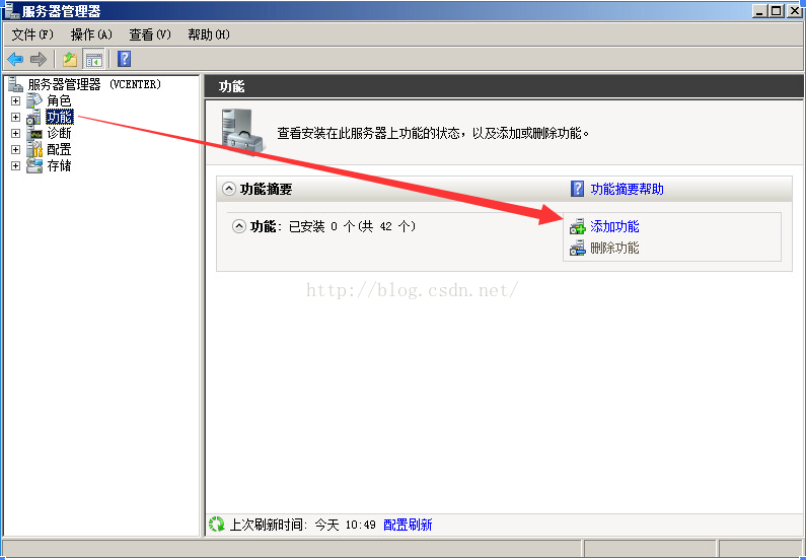 服务器管理器
文件(F) 操作(A) 查看(V) 帮助(H)
服务器管理器 (VCENTER)
角色
功能
诊断
配置
存储
功能
查看安装在此服务器上功能的状态，以及添加或删除功能。
功能摘要
功能摘要帮助
功能: 已安装 0 个(共 42 个)
添加功能
删除功能
http://blog.csdn.net/
上次刷新时间: 今天 10:49 配置刷新